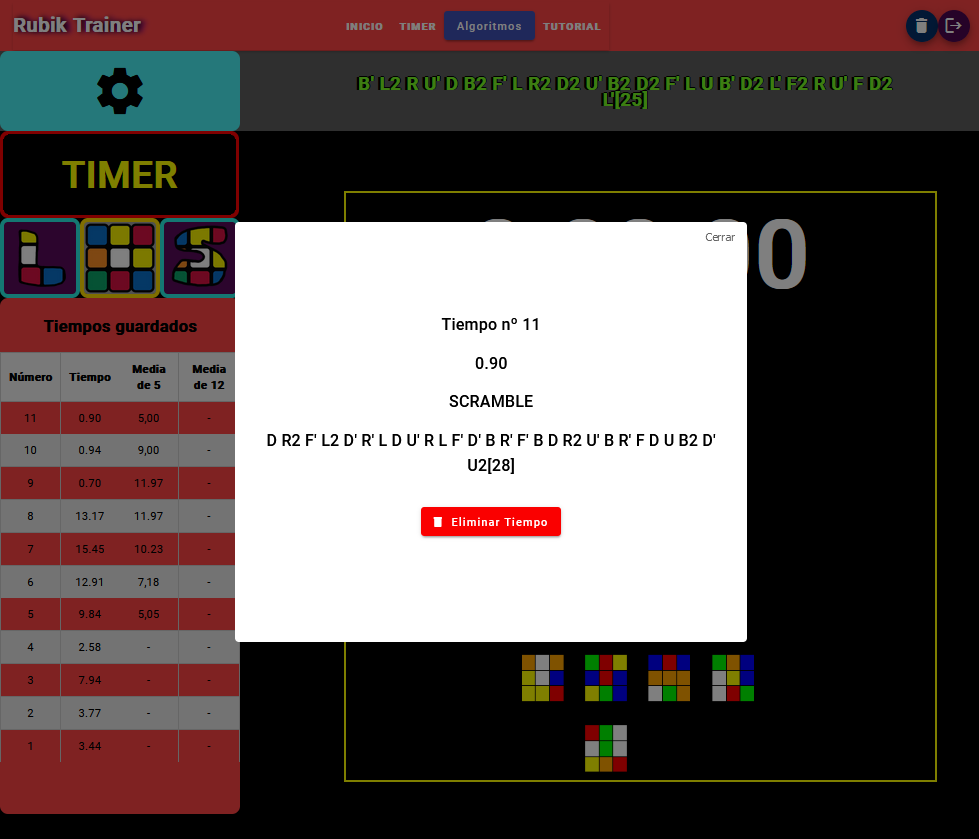 Rubik Trainer
INICIO TIMER Algoritmos TUTORIAL
B' L2 R U' D B2 F' L R2 D2 U' B2 D2 F' L U B' D2 L' F2 R U' F D2
L'[25]
TIMER
Tiempos guardados
Número Tiempo Media de 5 Media de 12
11 0.90 5,00 -
10 0.94 9,00 -
9 0.70 11.97 -
8 13.17 11.97 -
7 15.45 10.23 -
6 12.91 7,18 -
5 9.84 5,05 -
4 2.58 - -
3 7.94 - -
2 3.77 - -
1 3.44 - -
Cerrar
Tiempo nº 11
0.90
SCRAMBLE
D R2 F' L2 D' R' L D U' R L F' D' B R' F' B D R2 U' B R' F D U B2 D'
U2[28]
Eliminar Tiempo